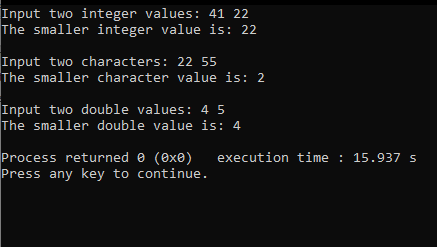 Input two integer values: 41 22
The smaller integer value is: 22
Input two characters: 22 55
The smaller character value is: 2
Input two double values: 4 5
The smaller double value is: 4
Process returned 0 (0x0)   execution time : 15.937 s
Press any key to continue.